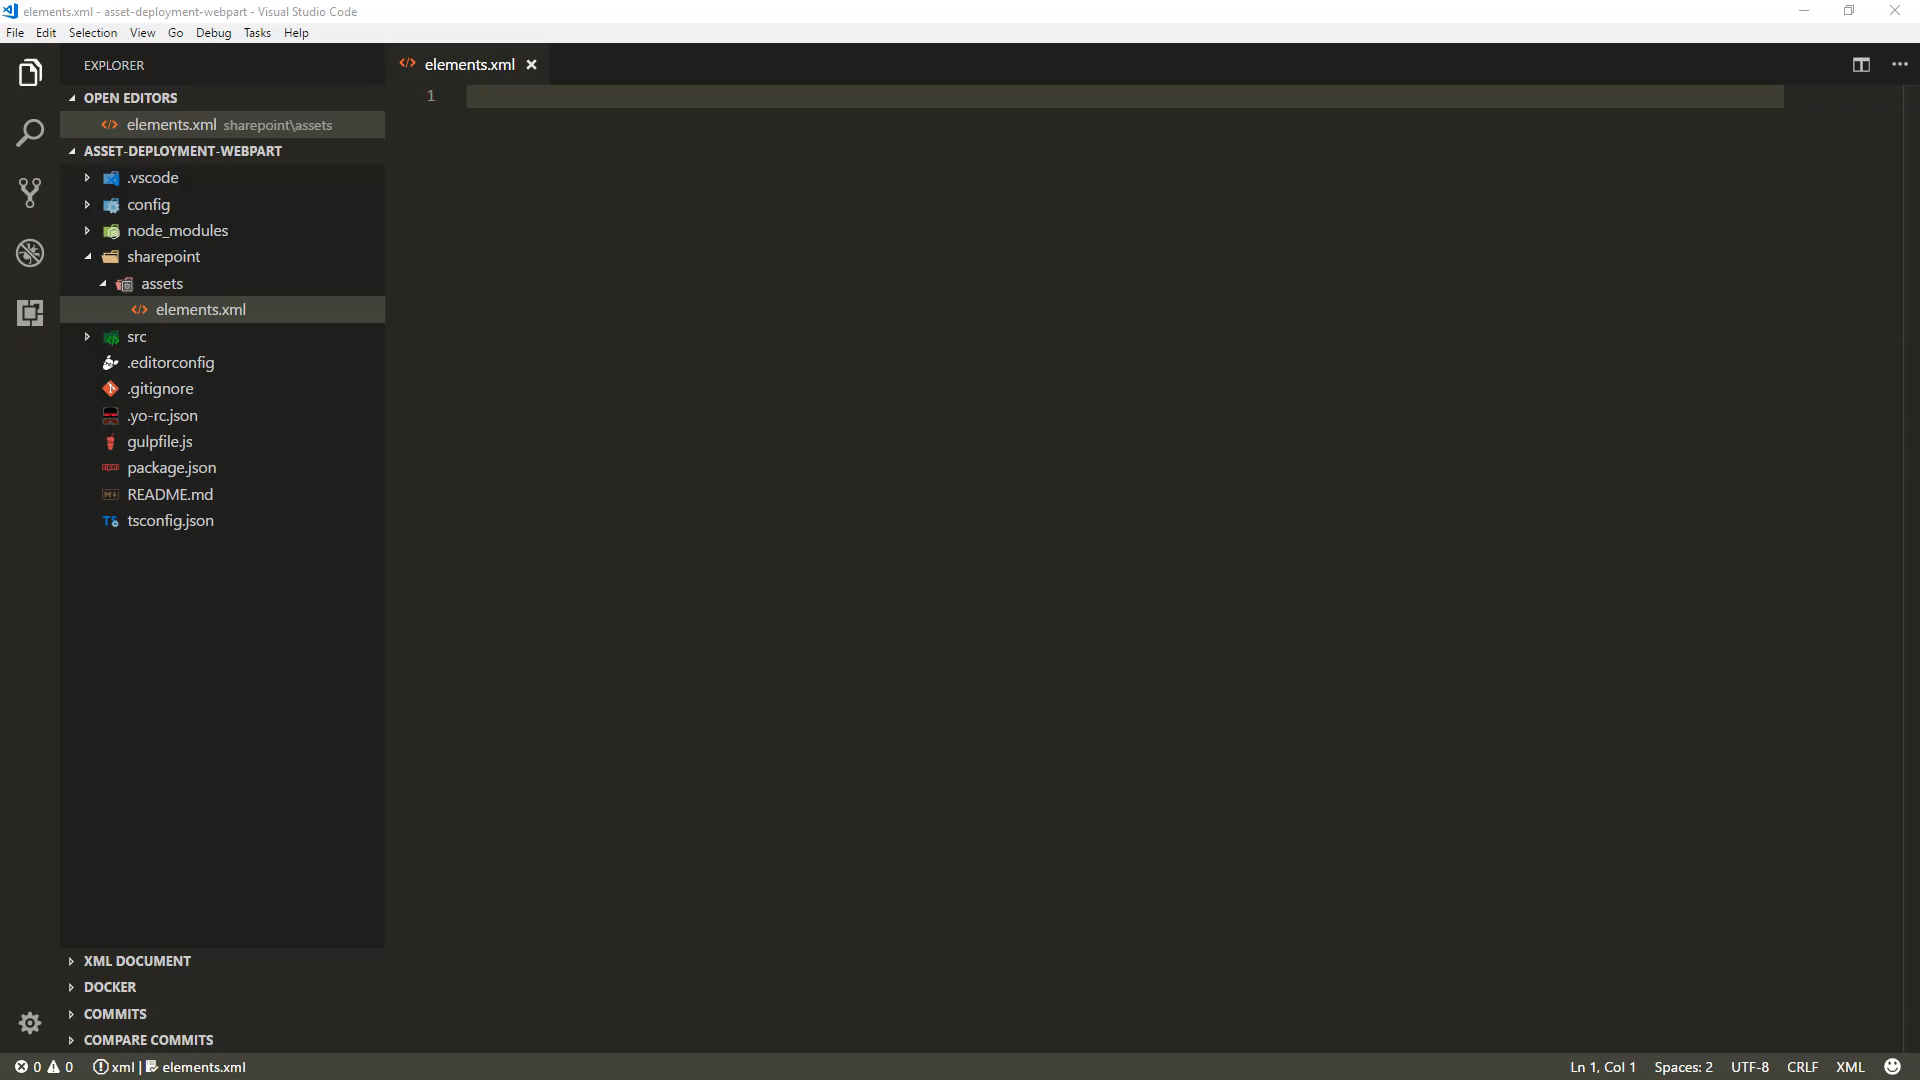 elements.xml - asset-deployment-webpart - Visual Studio Code
File Edit Selection View Go Debug Tasks Help
EXPLORER
elements.xml
OPEN EDITORS
elements.xml sharepoint\assets
ASSET-DEPLOYMENT-WEBPART
.vscode
config
node_modules
sharepoint
assets
elements.xml
src
.editorconfig
.gitignore
.yo-rc.json
gulpfile.js
package.json
README.md
tsconfig.json
1
XML DOCUMENT
DOCKER
COMMITS
COMPARE COMMITS
0 0 xml | elements.xml
Ln 1, Col 1 Spaces: 2 UTF-8 CRLF XML